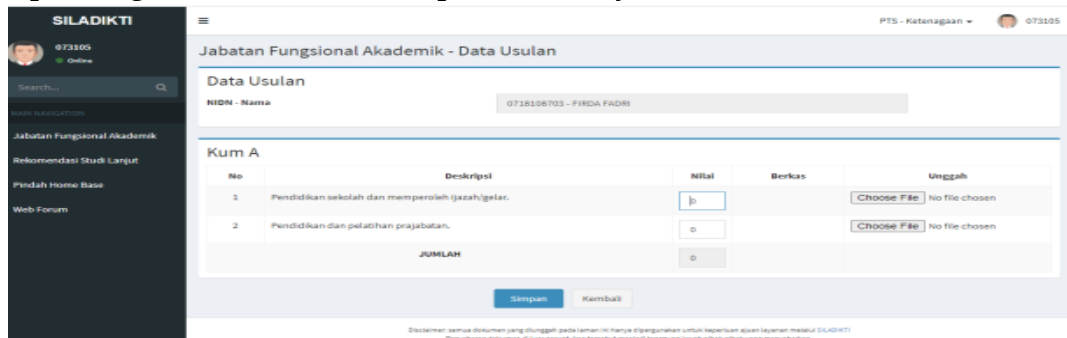 SILADIKTI
PTS - Ketenagaan
073105
073105
Online
Search...
MAIN NAVIGATION
Jabatan Fungsional Akademik
Rekomendasi Studi Lanjut
Pindah Home Base
Web Forum
Jabatan Fungsional Akademik - Data Usulan
Data Usulan
NIDN - Nama 0718108703 - FIRDA FADRI
Kum A
No Deskripsi Nilai Berkas Unggah
1 Pendidikan sekolah dan memperoleh ijazah/gelar. 0 Choose File No file chosen
2 Pendidikan dan pelatihan prajabatan. 0 Choose File No file chosen
JUMLAH 0
Simpan Kembali
Disclaimer: semua dokumen yang diunggah pada laman ini hanya dipergunakan untuk keperluan ajuan layanan melalui SILADIKTI